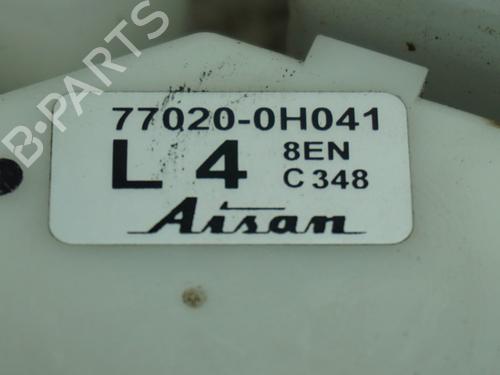 77020-0H041
L 4 8EN
C 348
Aisan
B-PARTS